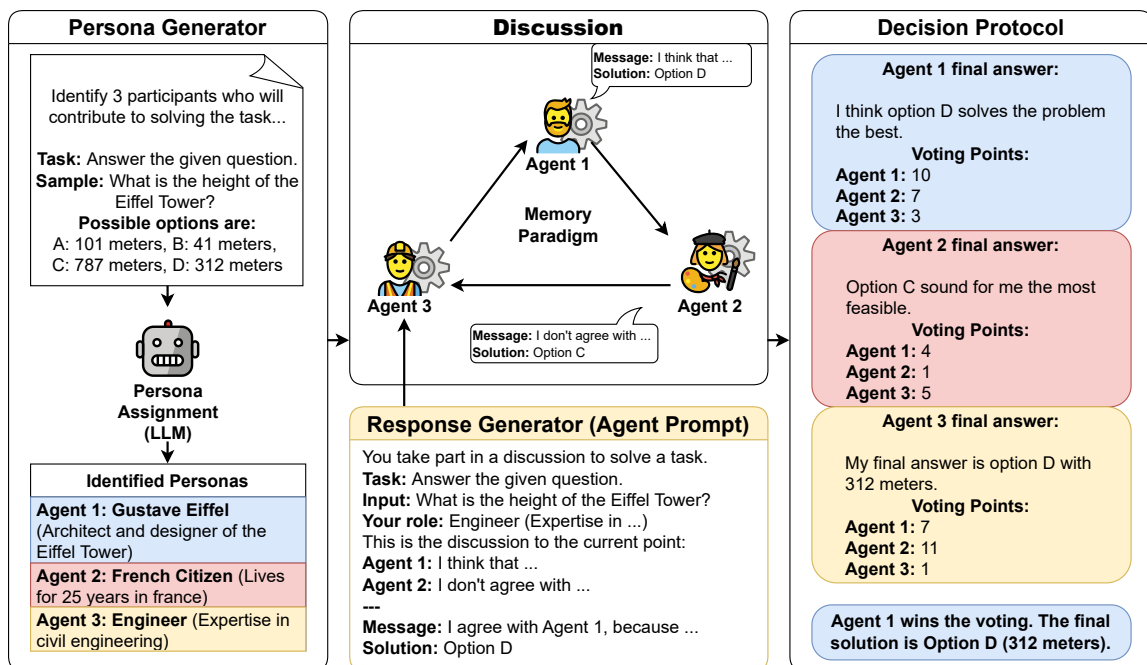 Persona Generator
Identify 3 participants who will
contribute to solving the task...
Task: Answer the given question.
Sample: What is the height of the
Eiffel Tower?
Possible options are:
A: 101 meters, B: 41 meters,
C: 787 meters, D: 312 meters
Persona
Assignment
(LLM)
Identified Personas
Agent 1: Gustave Eiffel
(Architect and designer of the
Eiffel Tower)
Agent 2: French Citizen (Lives
for 25 years in france)
Agent 3: Engineer (Expertise in
civil engineering)
Discussion
Message: I think that ...
Solution: Option D
Agent 1
Memory
Paradigm
Agent 3
Agent 2
Message: I don't agree with ...
Solution: Option C
Response Generator (Agent Prompt)
You take part in a discussion to solve a task.
Task: Answer the given question.
Input: What is the height of the Eiffel Tower?
Your role: Engineer (Expertise in ...)
This is the discussion to the current point:
Agent 1: I think that ...
Agent 2: I don't agree with ...
---
Message: I agree with Agent 1, because ...
Solution: Option D
Decision Protocol
Agent 1 final answer:
I think option D solves the problem
the best.
Voting Points:
Agent 1: 10
Agent 2: 7
Agent 3: 3
Agent 2 final answer:
Option C sound for me the most
feasible.
Voting Points:
Agent 1: 4
Agent 2: 1
Agent 3: 5
Agent 3 final answer:
My final answer is option D with
312 meters.
Voting Points:
Agent 1: 7
Agent 2: 11
Agent 3: 1
Agent 1 wins the voting. The final
solution is Option D (312 meters).